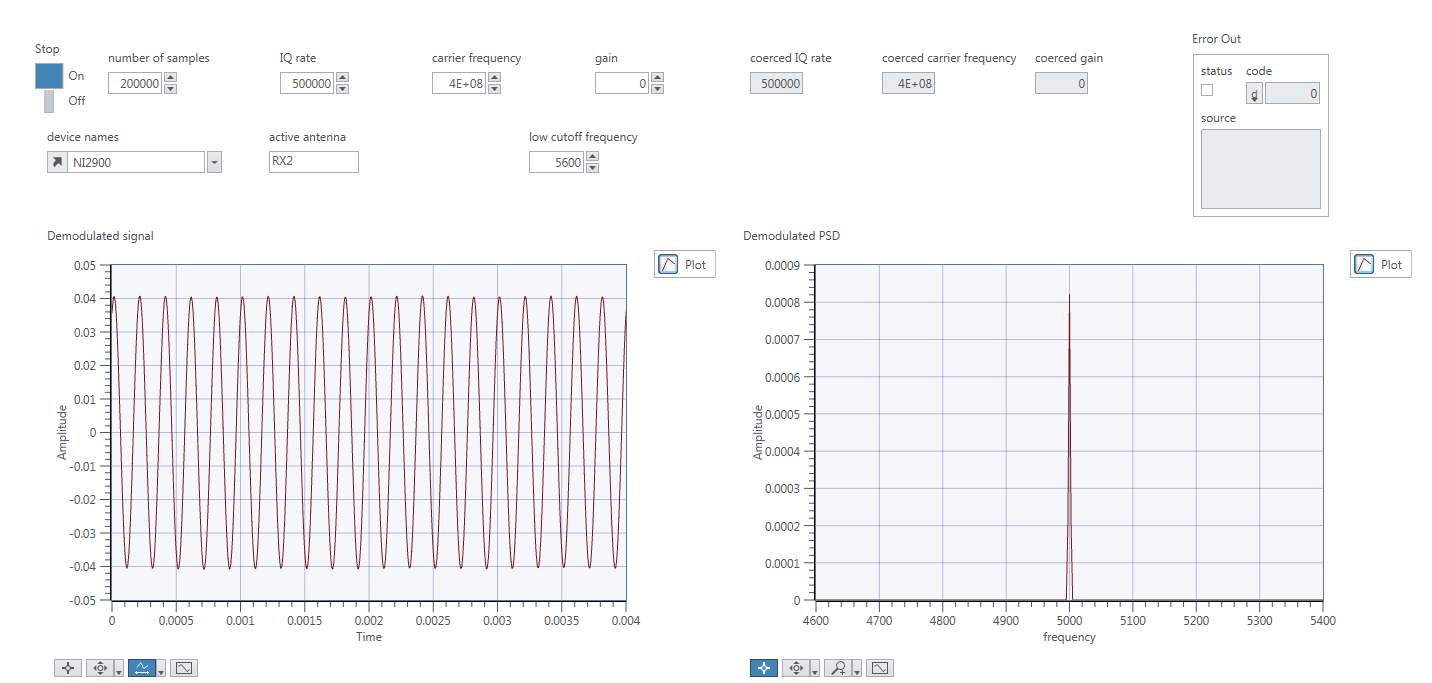 Stop
On
Off
number of samples
200000
IQ rate
500000
carrier frequency
4E+08
gain
0
coerced IQ rate
500000
coerced carrier frequency
4E+08
coerced gain
0
Error Out
status
code
d
0
source
device names
NI2900
active antenna
RX2
low cutoff frequency
5600
Demodulated signal
Plot
0.05
0.04
0.03
0.02
0.01
0
-0.01
-0.02
-0.03
-0.04
-0.05
Amplitude
0 0.0005 0.001 0.0015 0.002 0.0025 0.003 0.0035 0.004
Time
Demodulated PSD
Plot
0.0009
0.0008
0.0007
0.0006
0.0005
0.0004
0.0003
0.0002
0.0001
0
Amplitude
4600 4700 4800 4900 5000 5100 5200 5300 5400
frequency